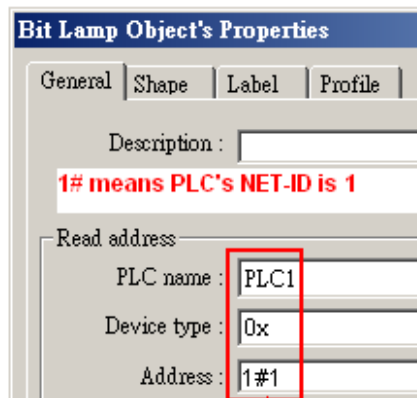 Bit Lamp Object's Properties
General Shape Label Profile
Description :
1# means PLC's NET-ID is 1
Read address
PLC name : PLC1
Device type : 0x
Address : 1#1